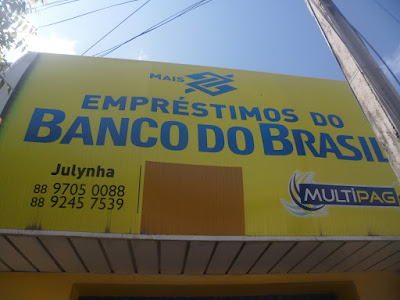 MAIS
EMPRÉSTIMOS DO
BANCO DO BRASIL
Julynha
88 9705 0088
88 9245 7539
MULTIPAG